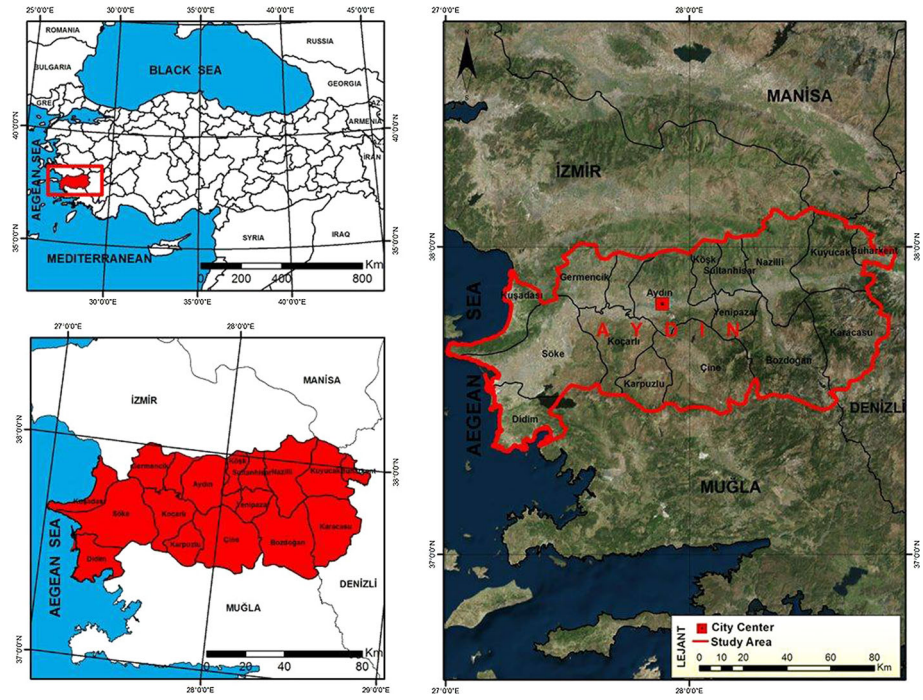 25°0'0"E 30°0'0"E 35°0'0"E 40°0'0"E 45°0'0"E
ROMANIA
RUSSIA
BULGARIA
BLACK SEA
GEORGIA
GRE
AZ
ARMENIA
AZ
IRAN
40°0'0"N
40°0'0"N
AEGEAN SEA
35°0'0"N
35°0'0"N
SYRIA
IRAQ
MEDITERRANEAN
Km
0 200 400 800
30°0'0"E 35°0'0"E 40°0'0"E
27°0'0"E 28°0'0"E
MANİSA
İZMİR
38°0'0"N
38°0'0"N
Germencik
Köşk
Aydın
Sultanhisar
Nazilli
Kuyucak
Buharkent
Kuşadası
Söke
Koçarlı
Yenipazar
Karacasu
Karpuzlu
Çine
Bozdoğan
Didim
AEGEAN SEA
DENİZLİ
MUĞLA
37°0'0"N
Km
0 20 40 80
28°0'0"E 29°0'0"E
27°0'0"E 28°0'0"E
N
MANİSA
İZMİR
38°0'0"N
38°0'0"N
Germencik
Köşk
Sultanhisar
Nazilli
Kuyucak
Buharkent
Kuşadası
Aydın
Yenipazar
AYDIN
Koçarlı
Karacasu
Söke
Bozdoğan
Çine
Karpuzlu
Didim
AEGEAN SEA
DENİZLİ
MUĞLA
37°0'0"N
37°0'0"N
LEJANT
City Center
Study Area
0 10 20 40 60 80
Km
27°0'0"E 28°0'0"E